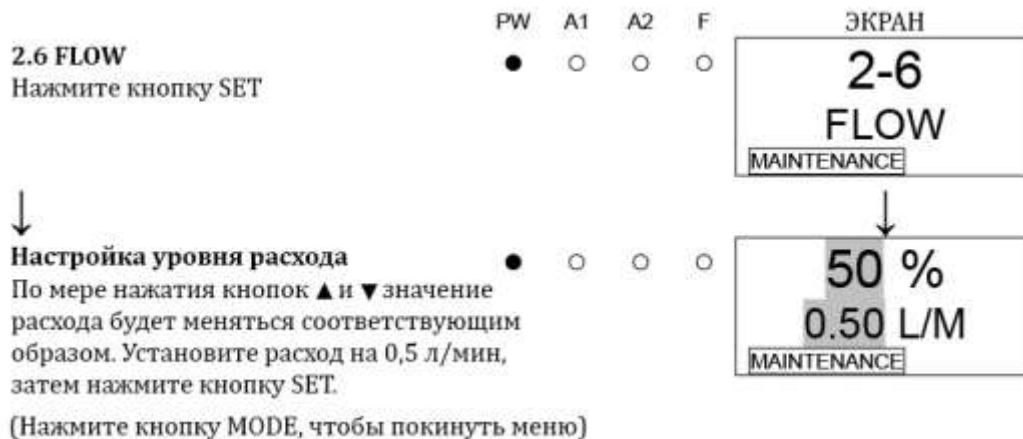 PW A1 A2 F ЭКРАН
2.6 FLOW
Нажмите кнопку SET
2-6
FLOW
MAINTENANCE
Настройка уровня расхода
По мере нажатия кнопок ▲ и ▼ значение
расхода будет меняться соответствующим
образом. Установите расход на 0,5 л/мин,
затем нажмите кнопку SET.
(Нажмите кнопку MODE, чтобы покинуть меню)
50 %
0.50 L/M
MAINTENANCE